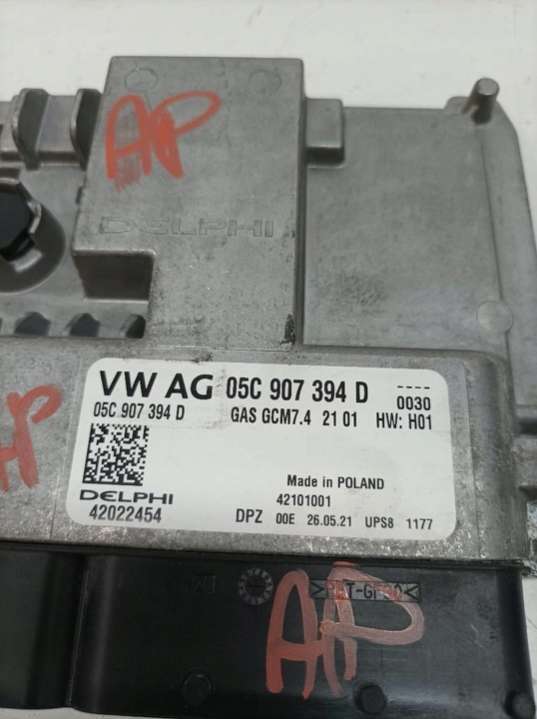 AP
DELPHI
VW AG 05C 907 394 D ----
0030
05C 907 394 D GAS GCM7.4 21 01 HW: H01
Made in POLAND
DELPHI 42101001
42022454 DPZ 00E 26.05.21 UPS8 1177
AP
AP